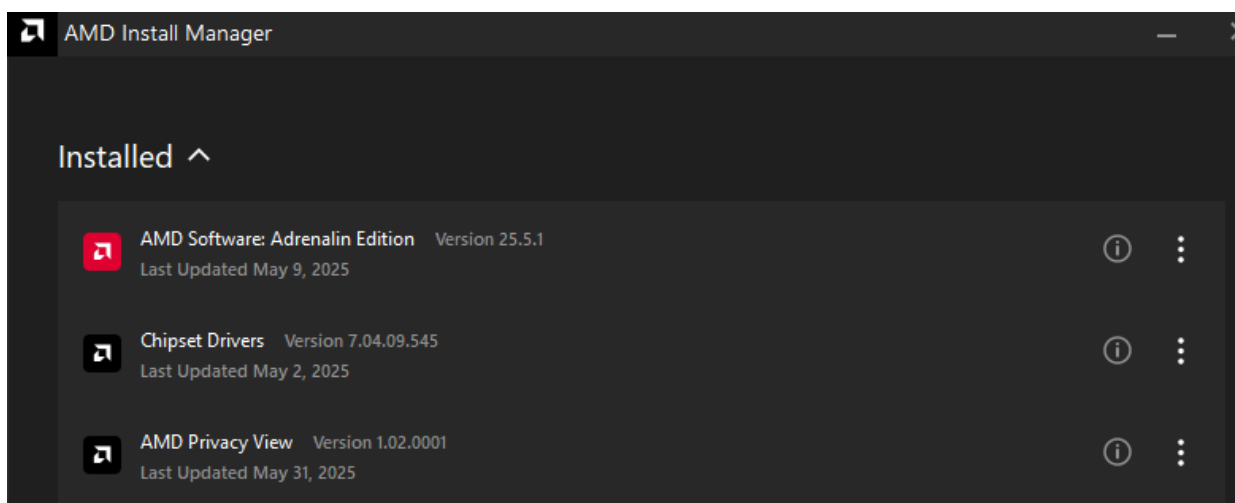 AMD Install Manager
Installed
AMD Software: Adrenalin Edition Version 25.5.1
Last Updated May 9, 2025
Chipset Drivers Version 7.04.09.545
Last Updated May 2, 2025
AMD Privacy View Version 1.02.0001
Last Updated May 31, 2025